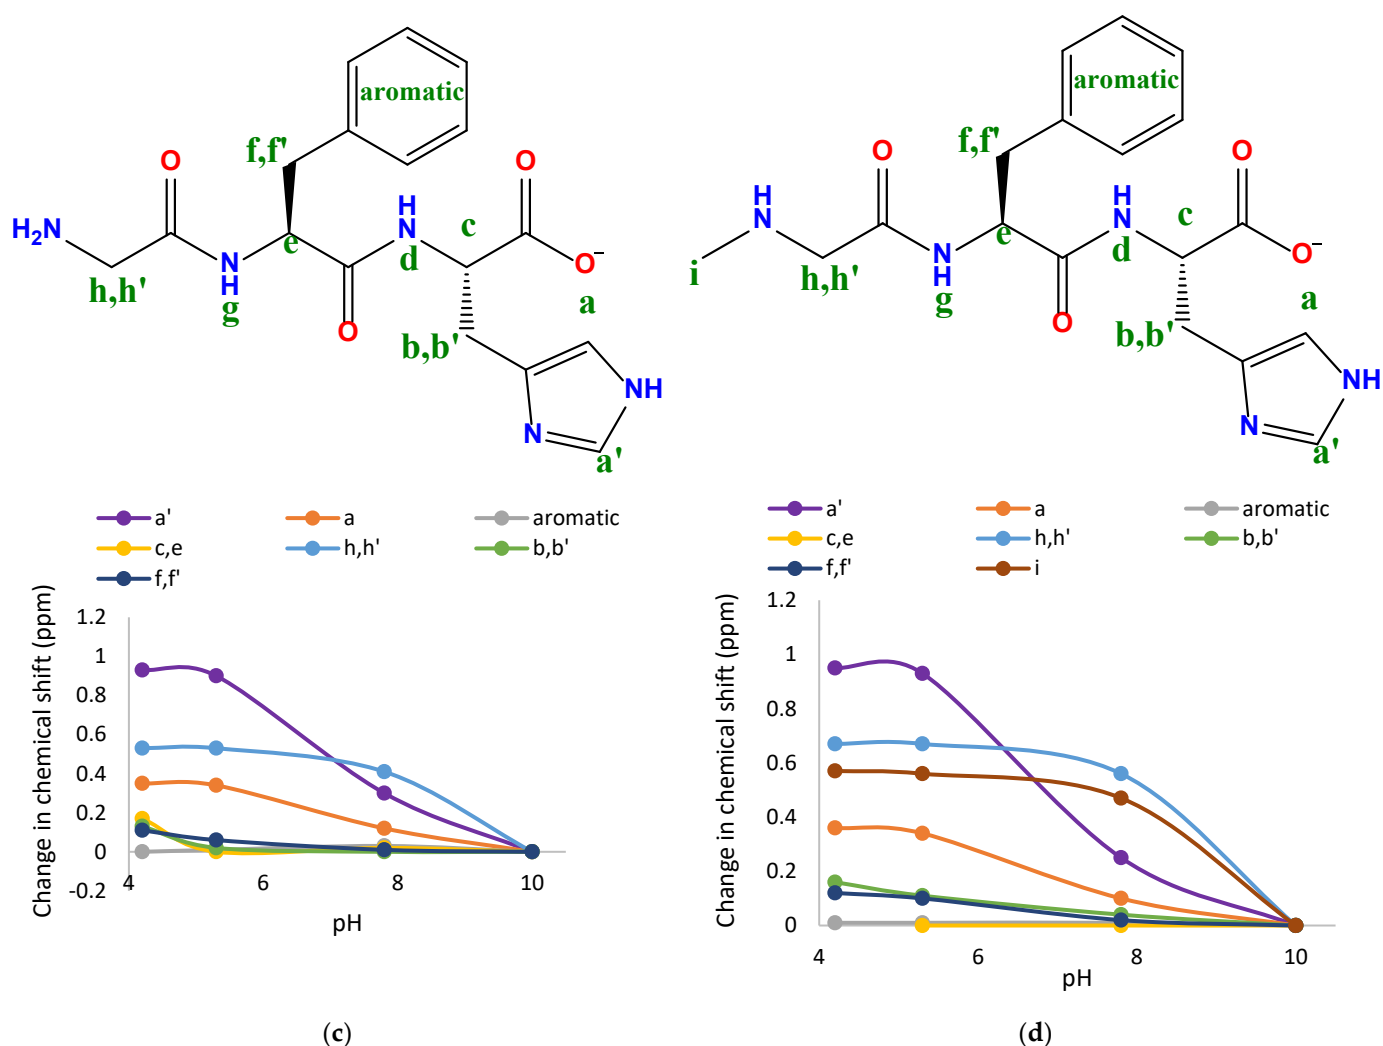 aromatic
f,f'
O
O
H
N
H₂N
c
e
d
O⁻
N
H
h,h'
g
a
O
b,b'
NH
N
a'
aromatic
f,f'
O
O
H
N
H
N
c
e
d
O⁻
N
H
i
h,h'
g
a
O
b,b'
NH
N
a'
a' a aromatic
c,e h,h' b,b'
f,f'
Change in chemical shift (ppm)
1.2
1
0.8
0.6
0.4
0.2
0
-0.2
4 6 8 10
pH
(c)
a' a aromatic
c,e h,h' b,b'
f,f' i
Change in chemical shift (ppm)
1.2
1
0.8
0.6
0.4
0.2
0
4 6 8 10
pH
(d)